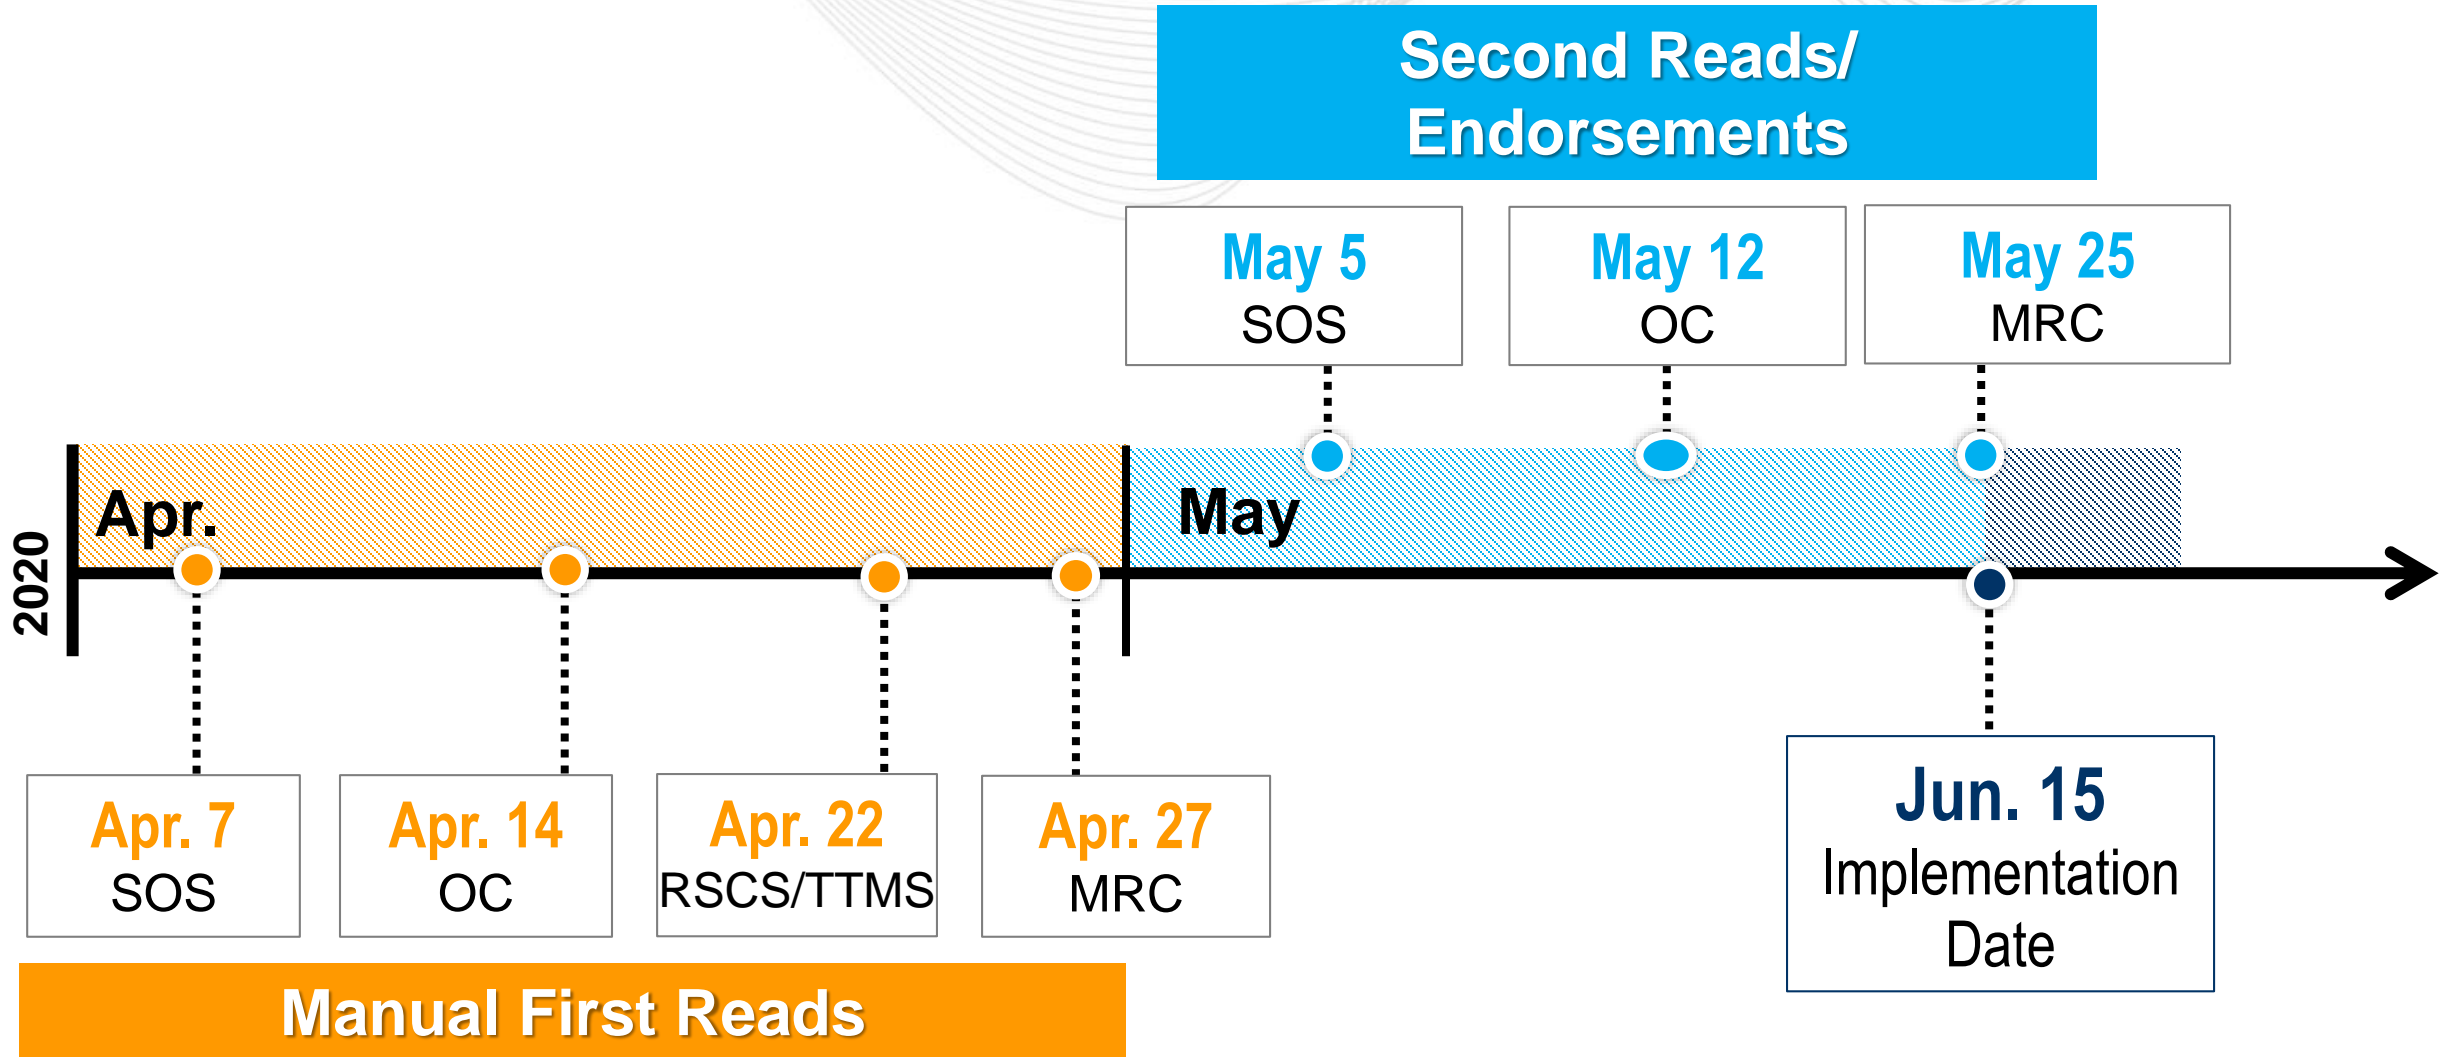 Second Reads/
Endorsements
May 5
SOS
May 12
OC
May 25
MRC
2020
Apr.
May
Apr. 7
SOS
Apr. 14
OC
Apr. 22
RSCS/TTMS
Apr. 27
MRC
Jun. 15
Implementation
Date
Manual First Reads